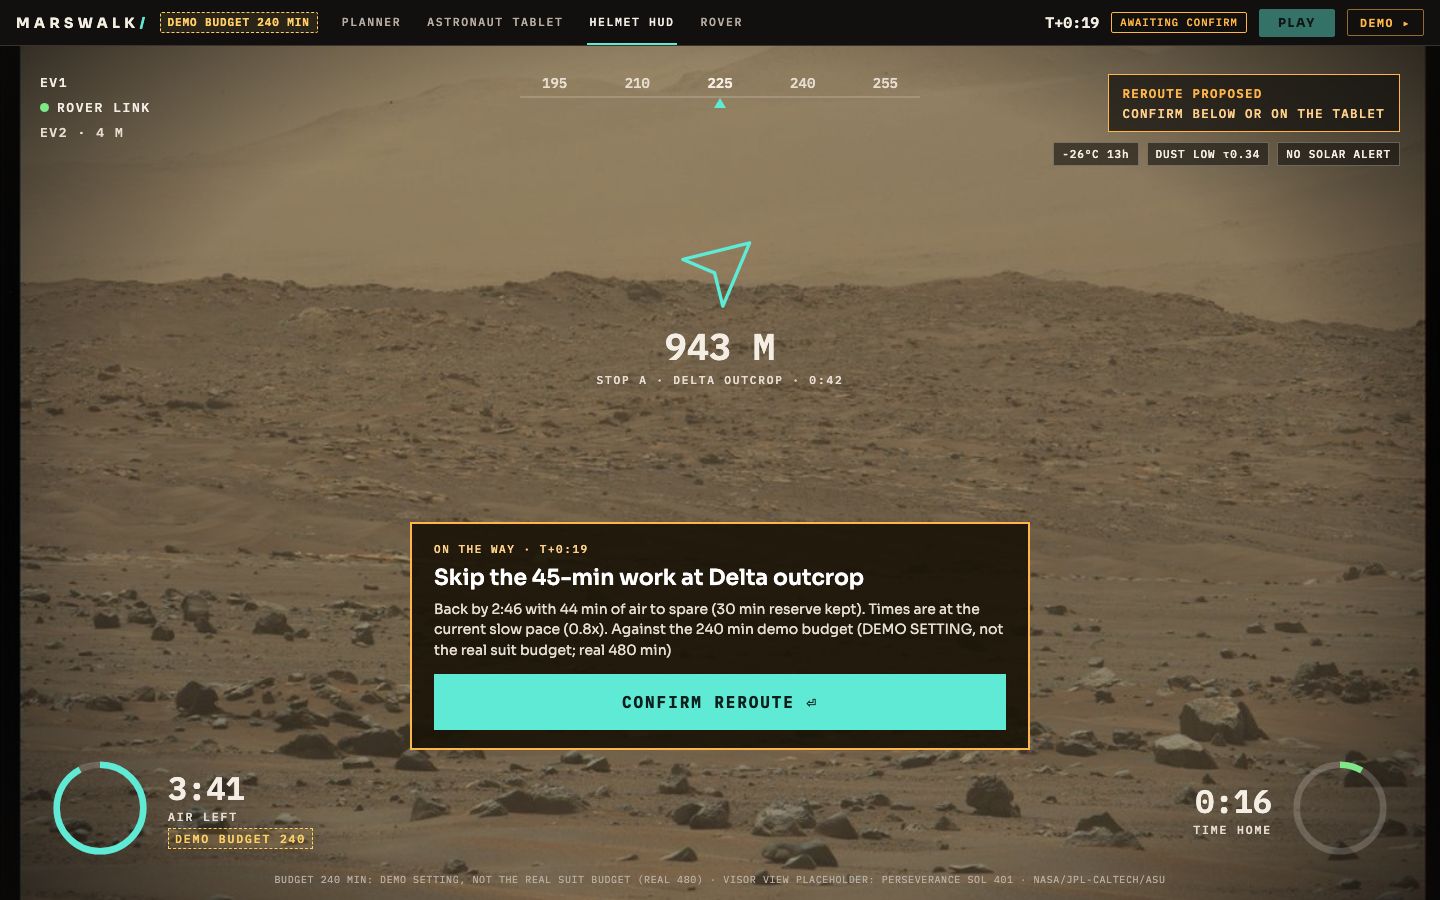 MARSWALK/ DEMO BUDGET 240 MIN PLANNER ASTRONAUT TABLET HELMET HUD ROVER T+0:19 AWAITING CONFIRM PLAY DEMO ▸
EV1
ROVER LINK
EV2 · 4 M
195 210 225 240 255
REROUTE PROPOSED
CONFIRM BELOW OR ON THE TABLET
-26°C 13h DUST LOW τ0.34 NO SOLAR ALERT
943 M
STOP A · DELTA OUTCROP · 0:42
ON THE WAY · T+0:19
Skip the 45-min work at Delta outcrop
Back by 2:46 with 44 min of air to spare (30 min reserve kept). Times are at the
current slow pace (0.8x). Against the 240 min demo budget (DEMO SETTING, not
the real suit budget; real 480 min)
CONFIRM REROUTE ⏎
3:41
AIR LEFT
DEMO BUDGET 240
0:16
TIME HOME
BUDGET 240 MIN: DEMO SETTING, NOT THE REAL SUIT BUDGET (REAL 480) · VISOR VIEW PLACEHOLDER: PERSEVERANCE SOL 401 · NASA/JPL-CALTECH/ASU